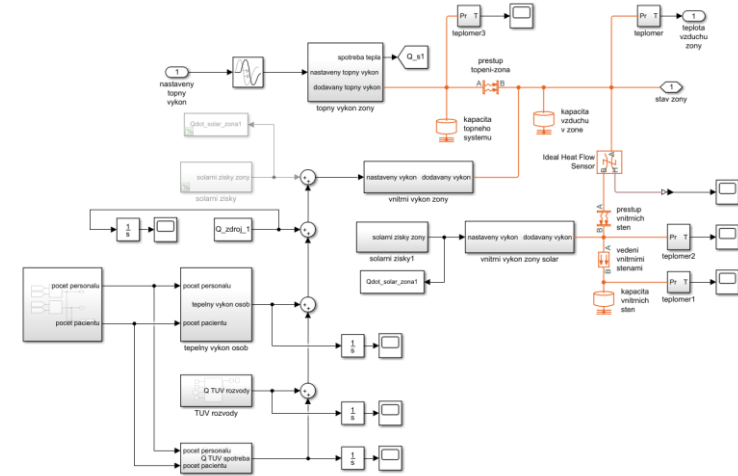 Pr T
teplomer3
Pr T
teplomer
1
teplota
vzduchu
zony
1
nastaveny
topny
vykon
spotreba tepla
nastaveny topny vykon
dodavany topny vykon
topny vykon zony
Q_s1
prestup
topeni-zona
A B
1
stav zony
kapacita
topneho
systemu
kapacita
vzduchu
v zone
Qdot_solar_zona1
solarni zisky zony
solarni zisky
nastaveny vykon dodavany vykon
vnitrni vykon zony
Ideal Heat Flow
Sensor
A
B H
prestup
vnitrnich
sten
A
B
1
s
Q_zdroj_1
solarni zisky zony
solarni zisky1
nastaveny vykon dodavany vykon
vnitrni vykon zony solar
Qdot_solar_zona1
Pr T
teplomer2
vedeni
vnitrnimi
stenami
A
B
Pr T
teplomer1
kapacita
vnitrnich
sten
pocet personalu
pocet pacientu
pocet personalu
tepelny vykon osob
pocet pacientu
tepelny vykon osob
1
s
Q TUV rozvody
TUV rozvody
1
s
pocet personalu
Q TUV spotreba
pocet pacientu
1
s